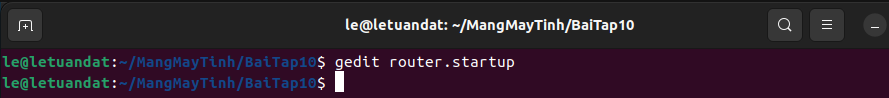 le@letuandat: ~/MangMayTinh/BaiTap10
le@letuandat:~/MangMayTinh/BaiTap10$ gedit router.startup
le@letuandat:~/MangMayTinh/BaiTap10$